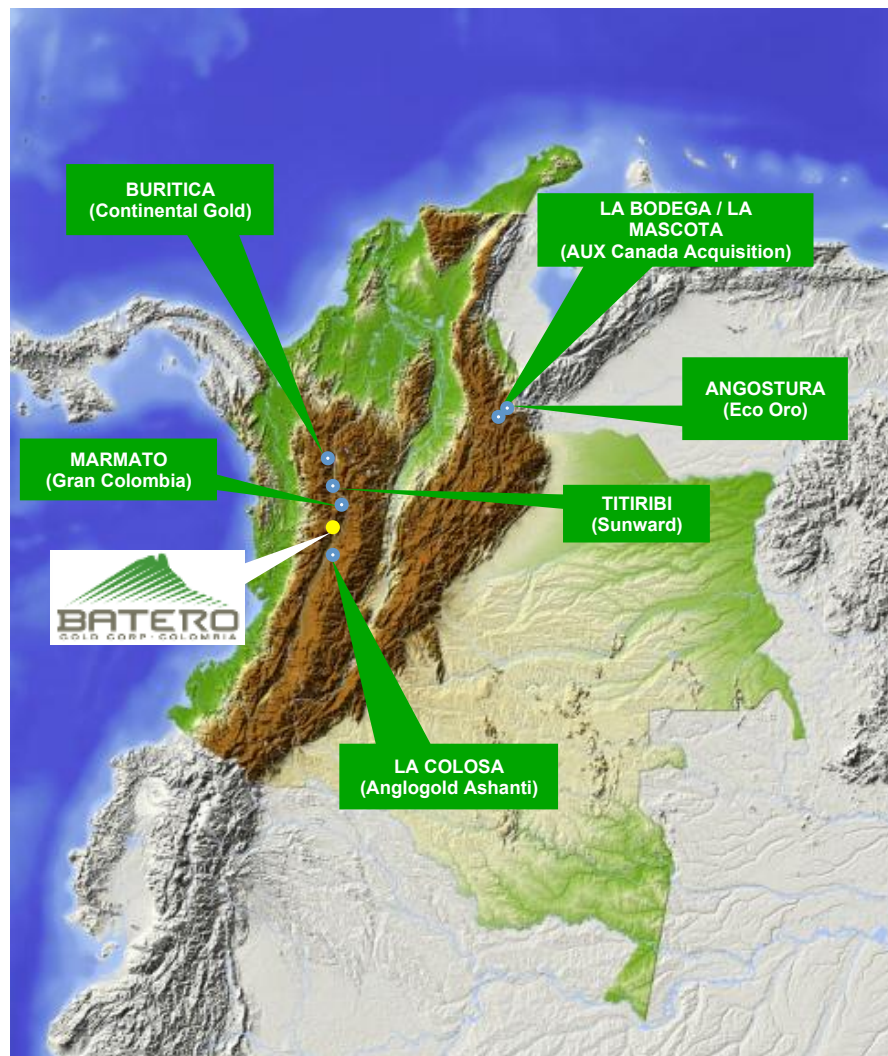 BURITICA
(Continental Gold)
LA BODEGA / LA
MASCOTA
(AUX Canada Acquisition)
ANGOSTURA
(Eco Oro)
MARMATO
(Gran Colombia)
TITIRIBI
(Sunward)
BATERO
GOLD CORP · COLOMBIA
LA COLOSA
(Anglogold Ashanti)